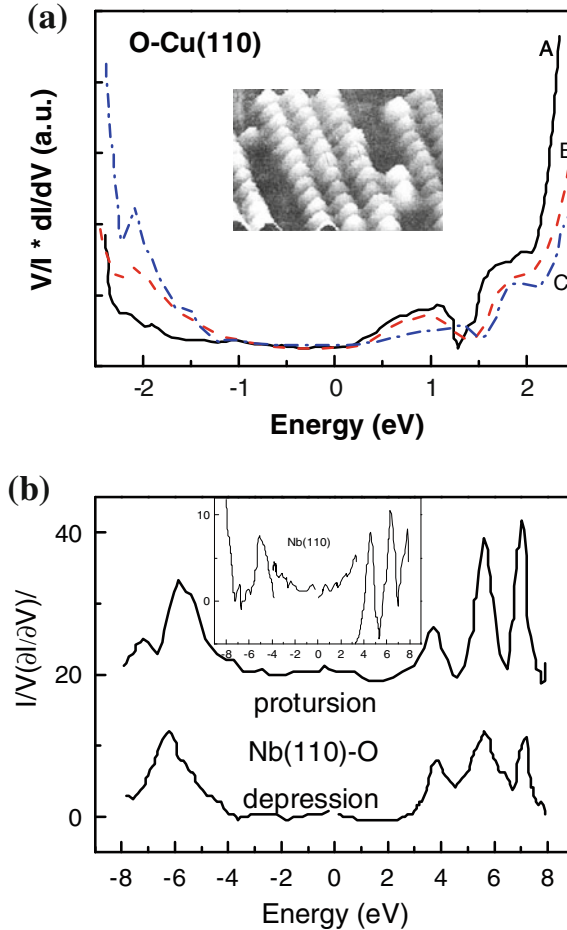 (a)
O-Cu(110)
A
B
C
V/I * dI/dV (a.u.)
-2 -1 0 1 2
Energy (eV)
(b)
40
20
0
I/V(∂I/∂V)/
10
0
Nb(110)
-8 -6 -4 -2 0 2 4 6 8
protursion
Nb(110)-O
depression
-8 -6 -4 -2 0 2 4 6 8
Energy (eV)